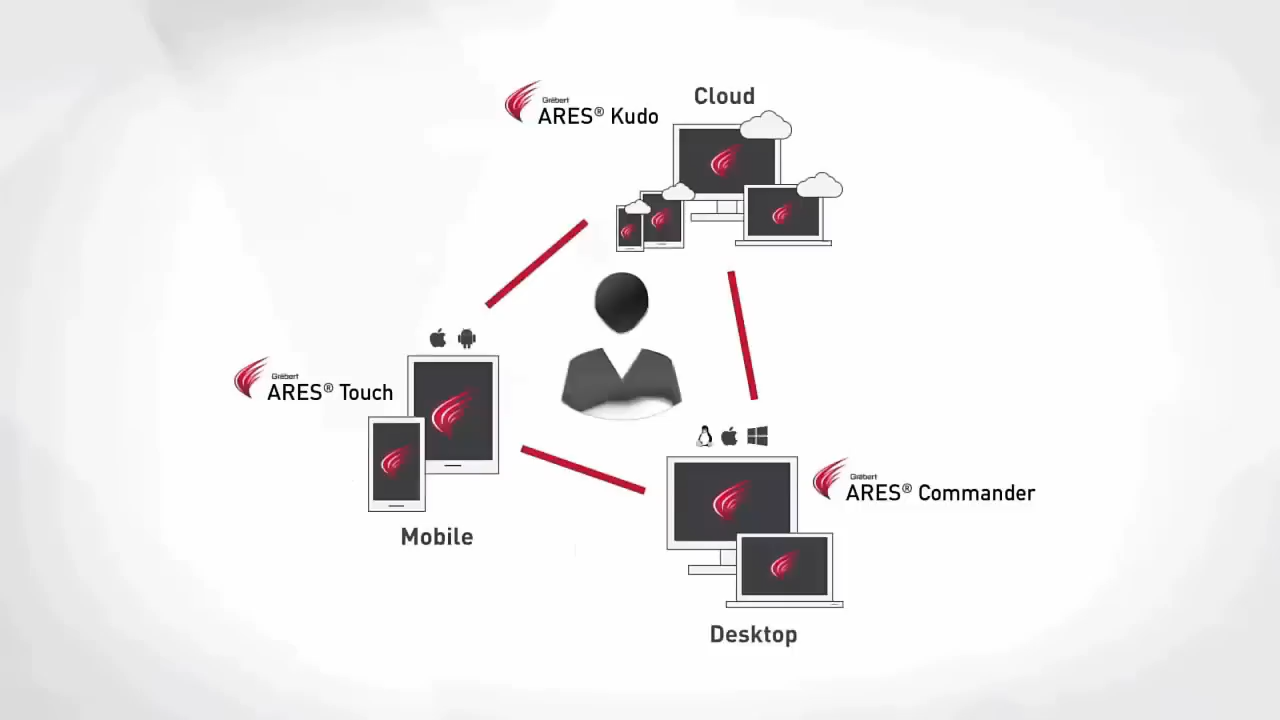 Cloud
Gräbert
ARES® Kudo
Gräbert
ARES® Touch
Mobile
Gräbert
ARES® Commander
Desktop